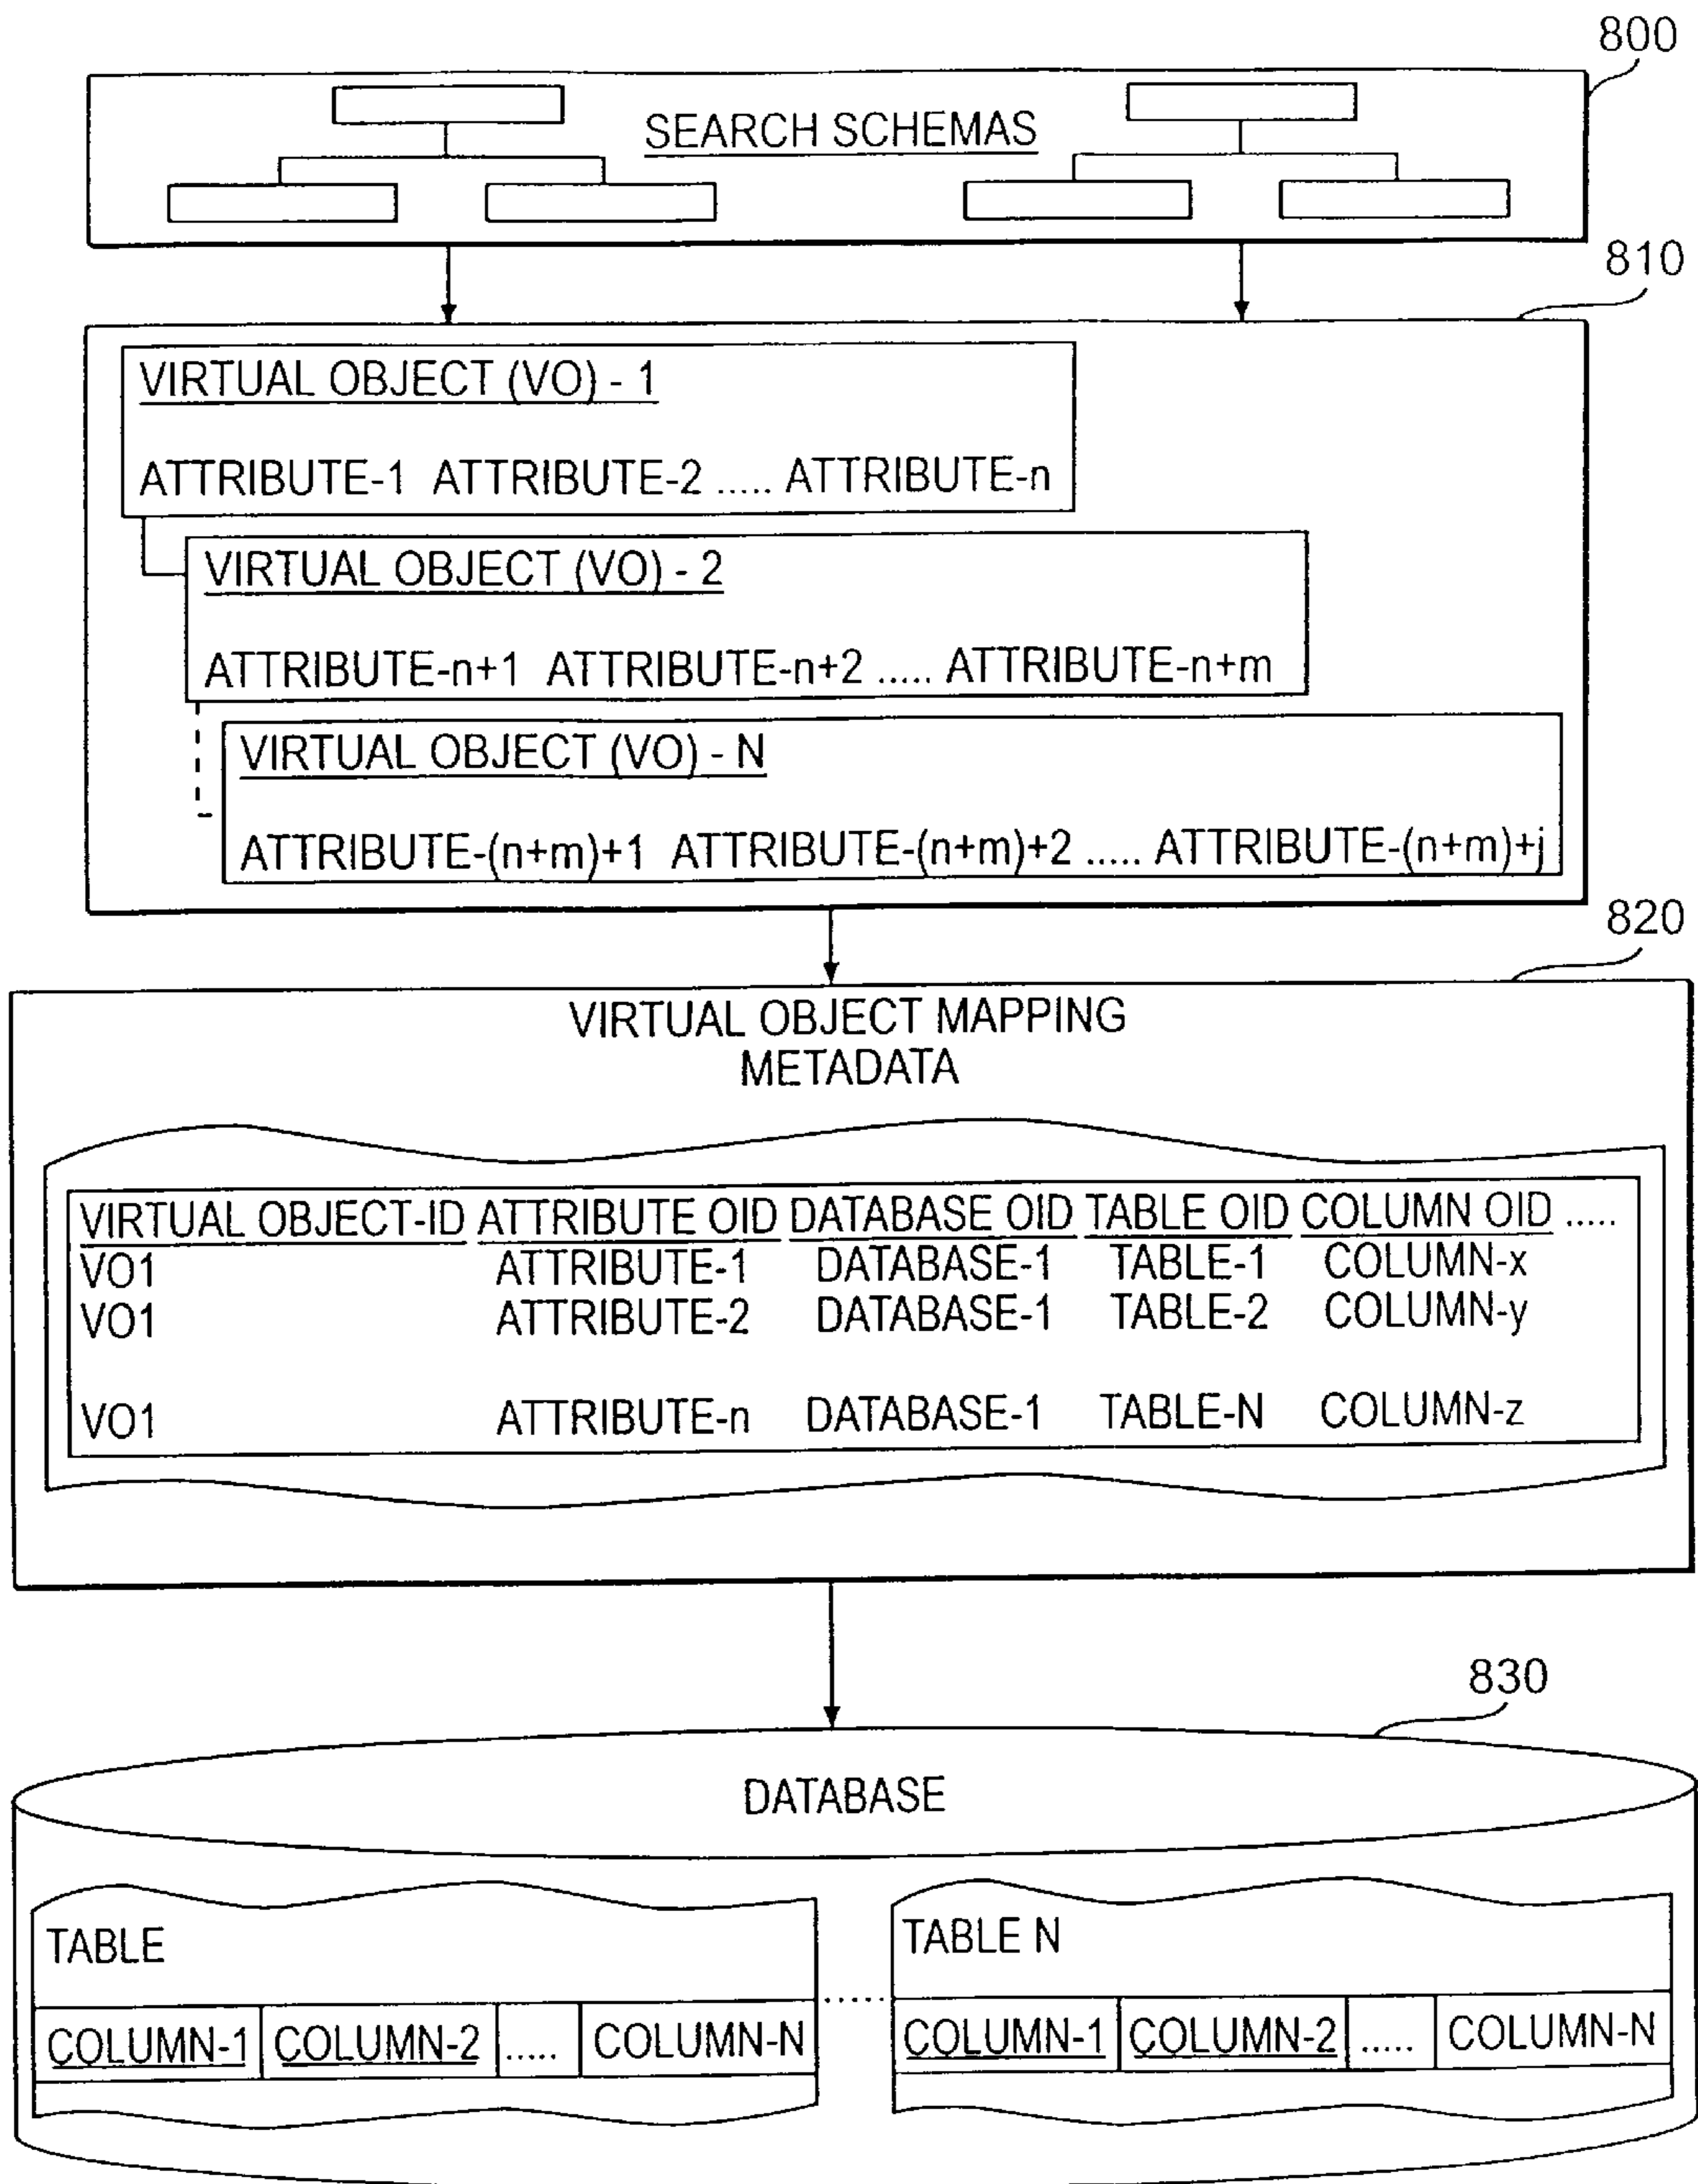 800
SEARCH SCHEMAS
810
VIRTUAL OBJECT (VO) - 1
ATTRIBUTE-1 ATTRIBUTE-2 ..... ATTRIBUTE-n
VIRTUAL OBJECT (VO) - 2
ATTRIBUTE-n+1 ATTRIBUTE-n+2 ..... ATTRIBUTE-n+m
VIRTUAL OBJECT (VO) - N
ATTRIBUTE-(n+m)+1 ATTRIBUTE-(n+m)+2 ..... ATTRIBUTE-(n+m)+j
820
VIRTUAL OBJECT MAPPING
METADATA
VIRTUAL OBJECT-ID ATTRIBUTE OID DATABASE OID TABLE OID COLUMN OID .....
VO1 ATTRIBUTE-1 DATABASE-1 TABLE-1 COLUMN-x
VO1 ATTRIBUTE-2 DATABASE-1 TABLE-2 COLUMN-y
VO1 ATTRIBUTE-n DATABASE-1 TABLE-N COLUMN-z
830
DATABASE
TABLE TABLE N
COLUMN-1 COLUMN-2 ..... COLUMN-N ..... COLUMN-1 COLUMN-2 ..... COLUMN-N